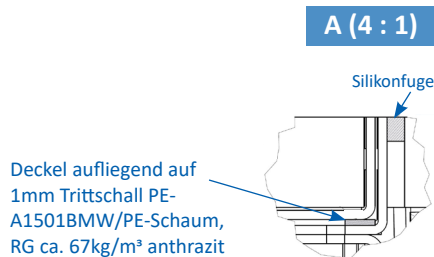 A (4 : 1)
Silikonfuge
Deckel aufliegend auf
1mm Trittschall PE-
A1501BMW/PE-Schaum,
RG ca. 67kg/m³ anthrazit